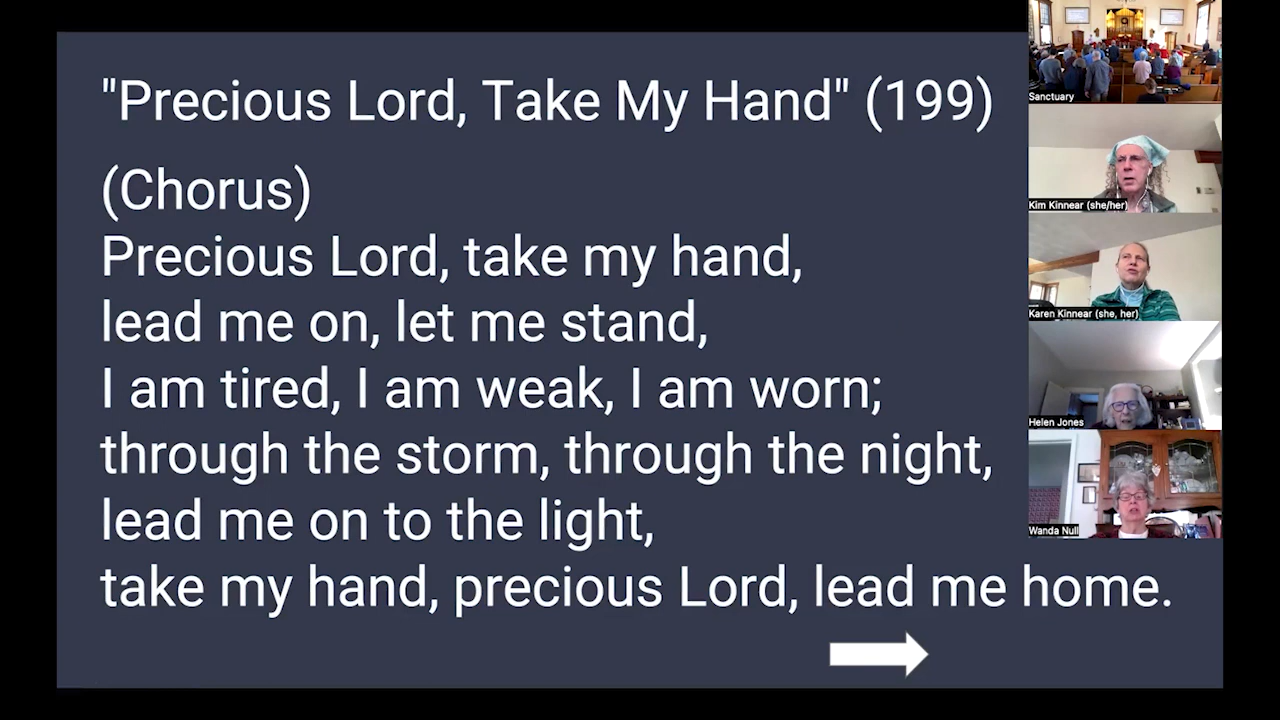 "Precious Lord, Take My Hand" (199)
(Chorus)
Precious Lord, take my hand,
lead me on, let me stand,
I am tired, I am weak, I am worn;
through the storm, through the night,
lead me on to the light,
take my hand, precious Lord, lead me home.
Sanctuary
Kim Kinnear (she/her)
Karen Kinnear (she, her)
Helen Jones
Wanda Null